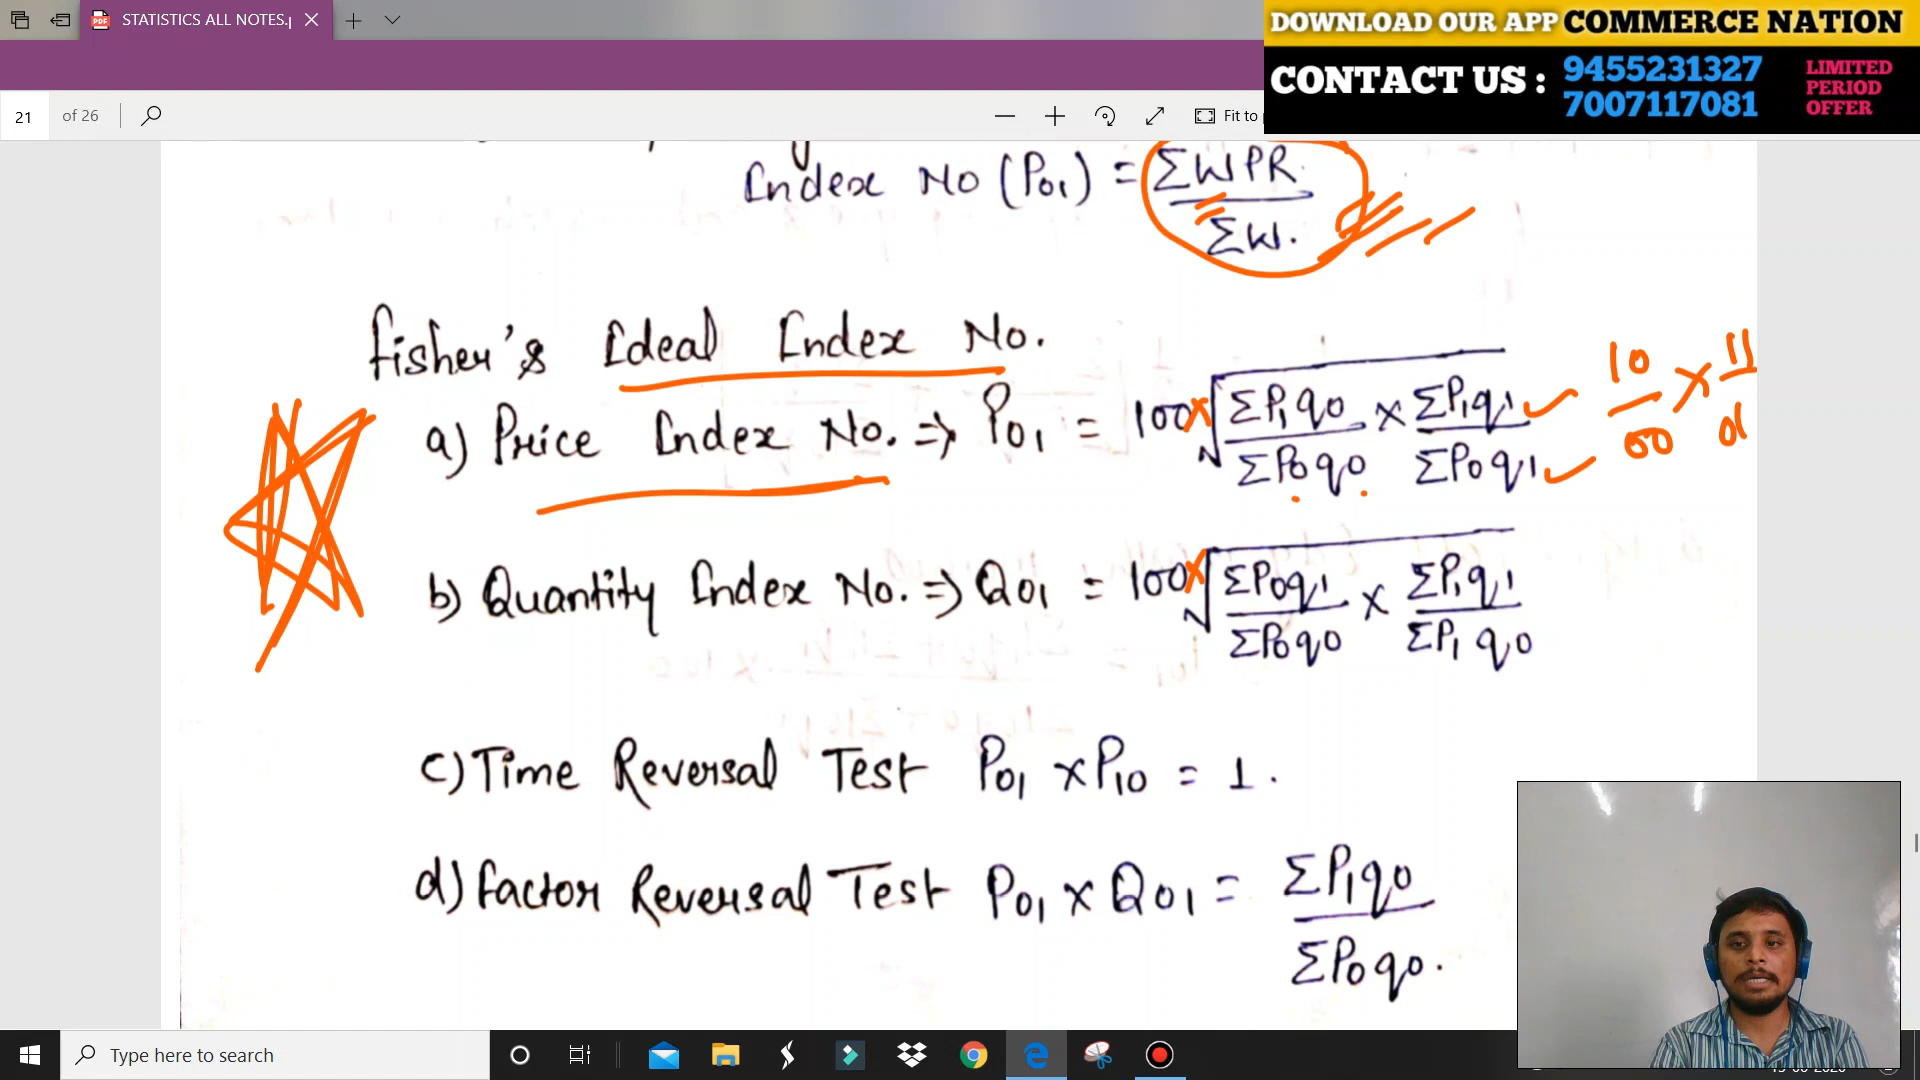 STATISTICS ALL NOTES.p
DOWNLOAD OUR APP COMMERCE NATION
CONTACT US : 9455231327
7007117081
LIMITED
PERIOD
OFFER
21 of 26
Fit to
Index No (P01) = ΣWPR.
ΣW.
fisher's Ideal Index No.
a) Price Index No. ⇒ P01 = 100 × √ ΣP1q0 / ΣP0q0 × ΣP1q1 / ΣP0q1
10 / 00 × 11 / 01
b) Quantity Index No. ⇒ Q01 = 100 × √ ΣP0q1 / ΣP0q0 × ΣP1q1 / ΣP1q0
c) Time Reversal Test P01 × P10 = 1.
d) factor Reversal Test P01 × Q01 = ΣP1q0
ΣP0q0.
Type here to search